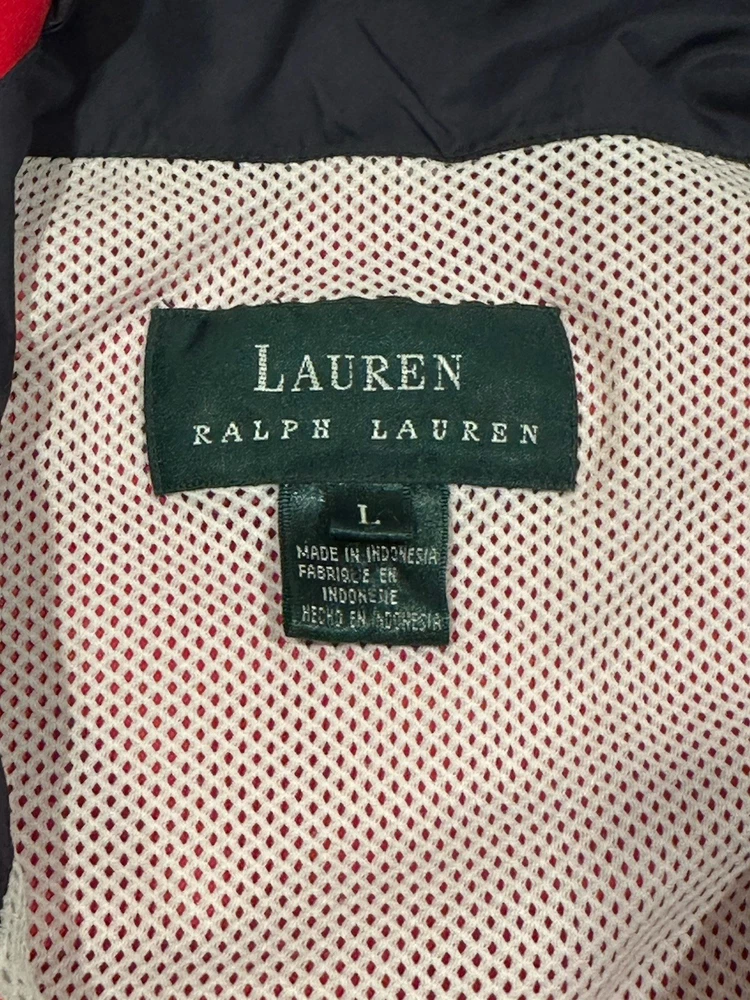 LAUREN
RALPH LAUREN
L
MADE IN INDONESIA
FABRIQUE EN
INDONESIE
HECHO EN INDONESIA